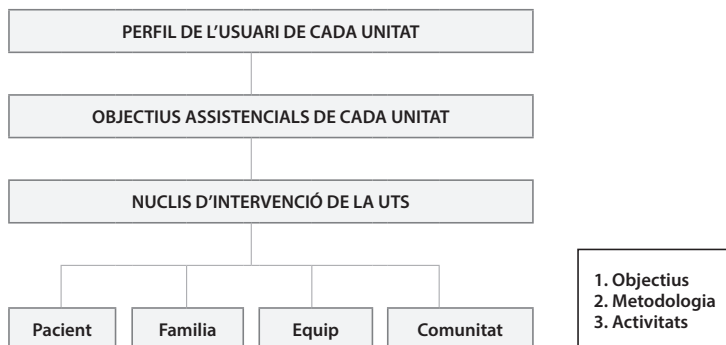 PERFIL DE L’USUARI DE CADA UNITAT
OBJECTIUS ASSISTENCIALS DE CADA UNITAT
NUCLIS D’INTERVENCIÓ DE LA UTS
1. Objectius
2. Metodologia
3. Activitats
Pacient
Familia
Equip
Comunitat